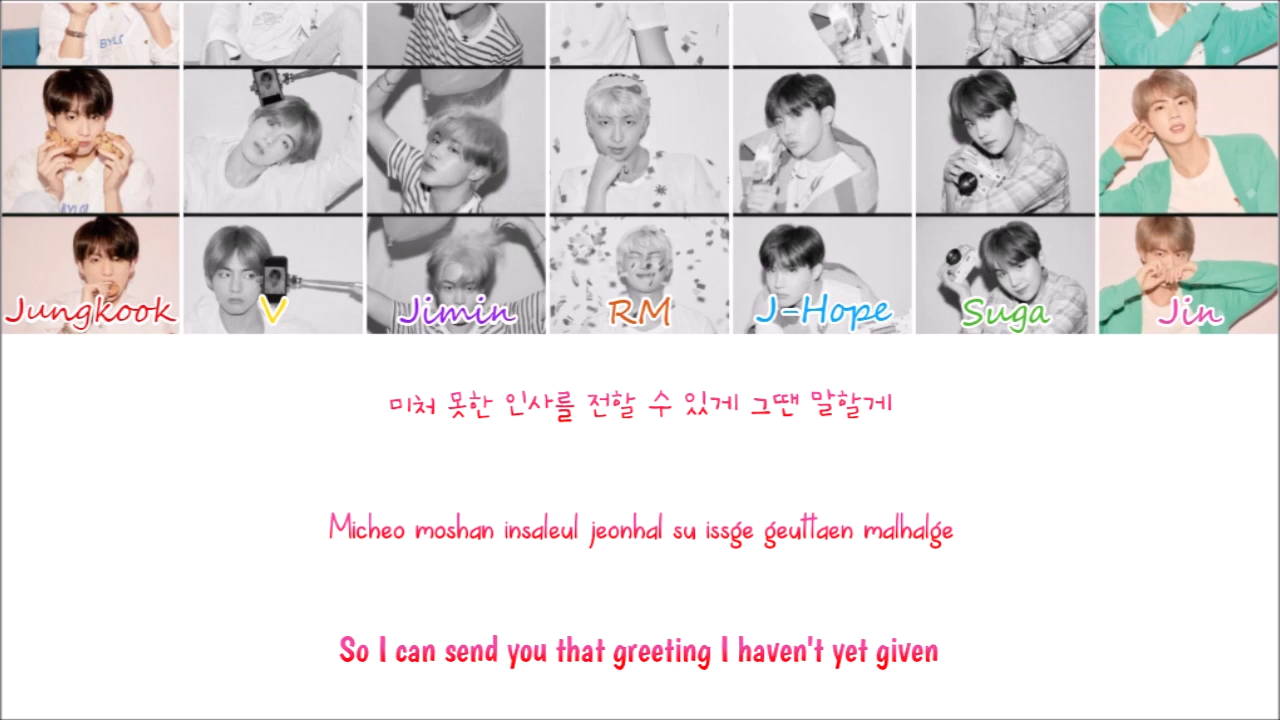 BYLO
BYLO
Jungkook V Jimin RM J-Hope Suga Jin
미처 못한 인사를 전할 수 있게 그땐 말할게
Micheo moshan insaleul jeonhal su issge geuttaen malhalge
So I can send you that greeting I haven't yet given